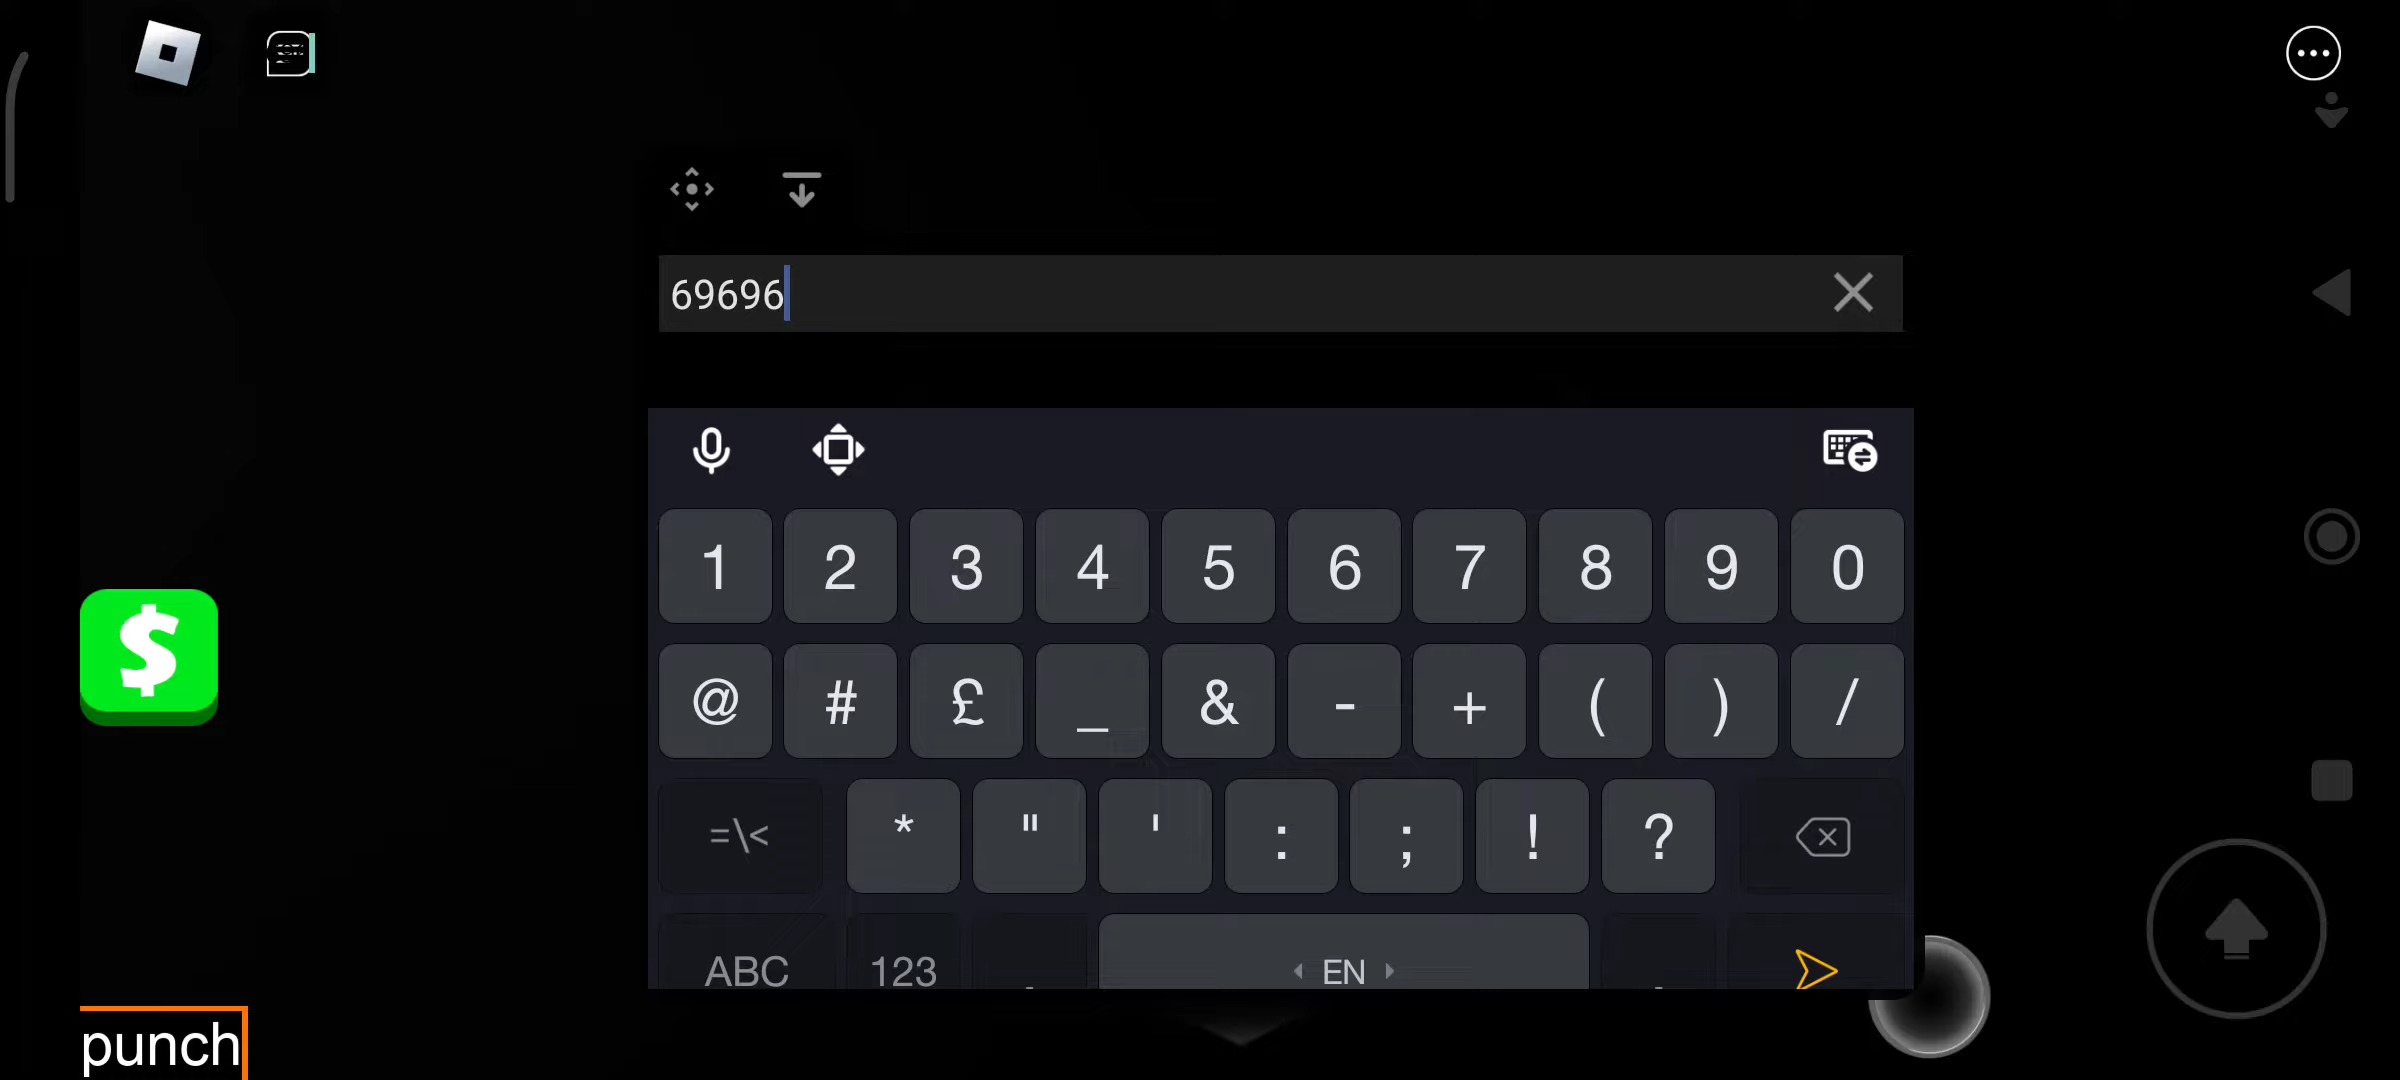 69696
1 2 3 4 5 6 7 8 9 0
@ # £ _ & - + ( ) /
=\< * " ' : ; ! ?
ABC 123 , EN .
$
punch